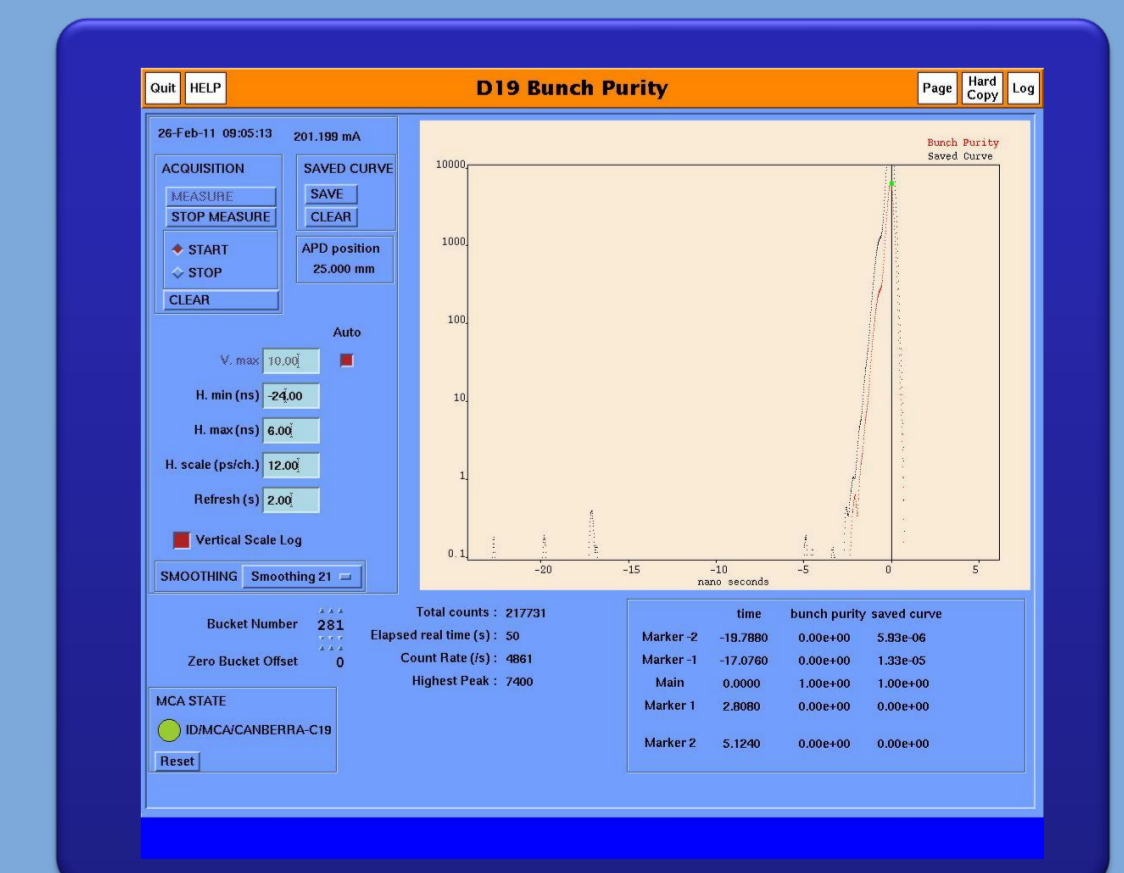 Quit HELP D19 Bunch Purity Page Hard Copy Log
26-Feb-11 09:05:13 201.199 mA
ACQUISITION
MEASURE
STOP MEASURE
START
STOP
CLEAR
SAVED CURVE
SAVE
CLEAR
APD position
25.000 mm
Auto
V. max 10.00
H. min (ns) -24.00
H. max (ns) 6.00
H. scale (ps/ch.) 12.00
Refresh (s) 2.00
Vertical Scale Log
SMOOTHING Smoothing 21
Bunch Purity
Saved Curve
10000
1000
100
10
1
0.1
-20 -15 -10 -5 0 5
nano seconds
Bucket Number 281
Zero Bucket Offset 0
MCA STATE
ID/MCA/CANBERRA-C19
Reset
Total counts : 217731
Elapsed real time (s) : 50
Count Rate (/s) : 4861
Highest Peak : 7400
time bunch purity saved curve
Marker -2 -19.7880 0.00e+00 5.93e-06
Marker -1 -17.0760 0.00e+00 1.33e-05
Main 0.0000 1.00e+00 1.00e+00
Marker 1 2.8080 0.00e+00 0.00e+00
Marker 2 5.1240 0.00e+00 0.00e+00